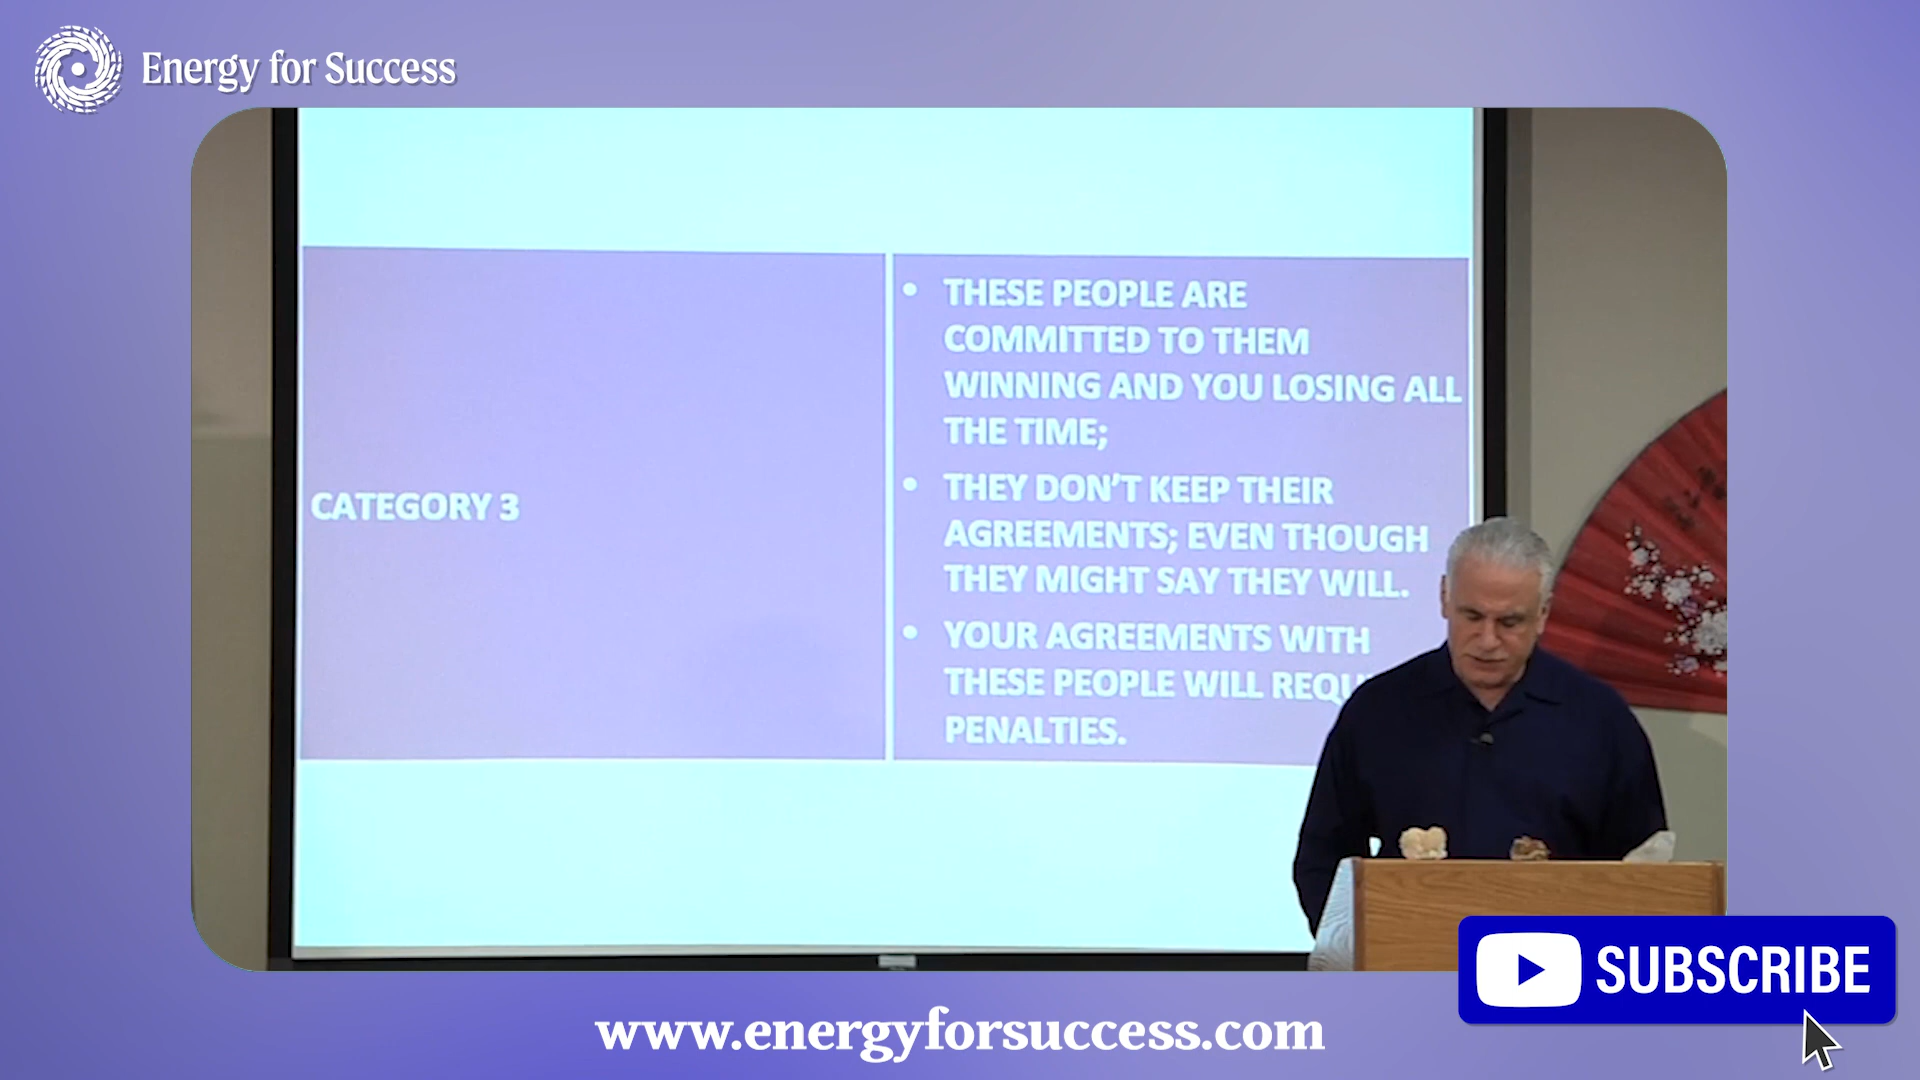 Energy for Success
CATEGORY 3
• THESE PEOPLE ARE
COMMITTED TO THEM
WINNING AND YOU LOSING ALL
THE TIME;
• THEY DON'T KEEP THEIR
AGREEMENTS; EVEN THOUGH
THEY MIGHT SAY THEY WILL.
• YOUR AGREEMENTS WITH
THESE PEOPLE WILL
PENALTIES.
SUBSCRIBE
www.energyforsuccess.com